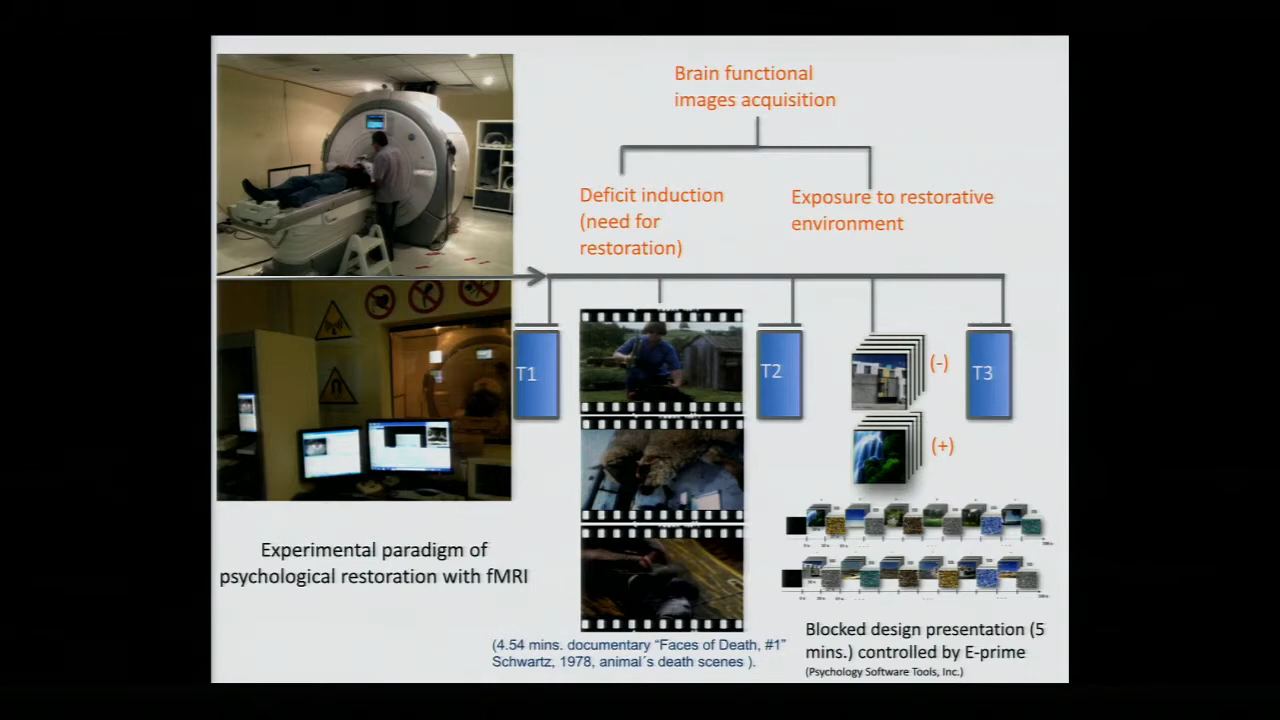 Brain functional
images acquisition
Deficit induction
(need for
restoration)
Exposure to restorative
environment
T1
T2
(-)
T3
(+)
Experimental paradigm of
psychological restoration with fMRI
(4.54 mins. documentary “Faces of Death, #1”
Schwartz, 1978, animal´s death scenes ).
Blocked design presentation (5
mins.) controlled by E-prime
(Psychology Software Tools, Inc.)